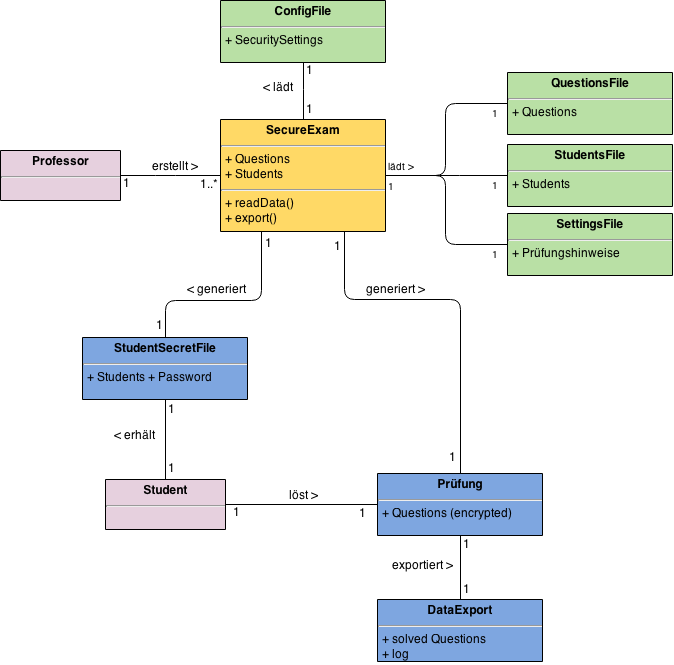 ConfigFile
+ SecuritySettings
1
< lädt
1
SecureExam
+ Questions
+ Students
+ readData()
+ export()
Professor
erstellt >
1
1..*
lädt >
1
QuestionsFile
+ Questions
1
StudentsFile
+ Students
1
SettingsFile
+ Prüfungshinweise
1
1
1
< generiert
generiert >
1
StudentSecretFile
+ Students + Password
1
< erhält
1
1
Student
löst >
1
1
Prüfung
+ Questions (encrypted)
1
exportiert >
1
DataExport
+ solved Questions
+ log